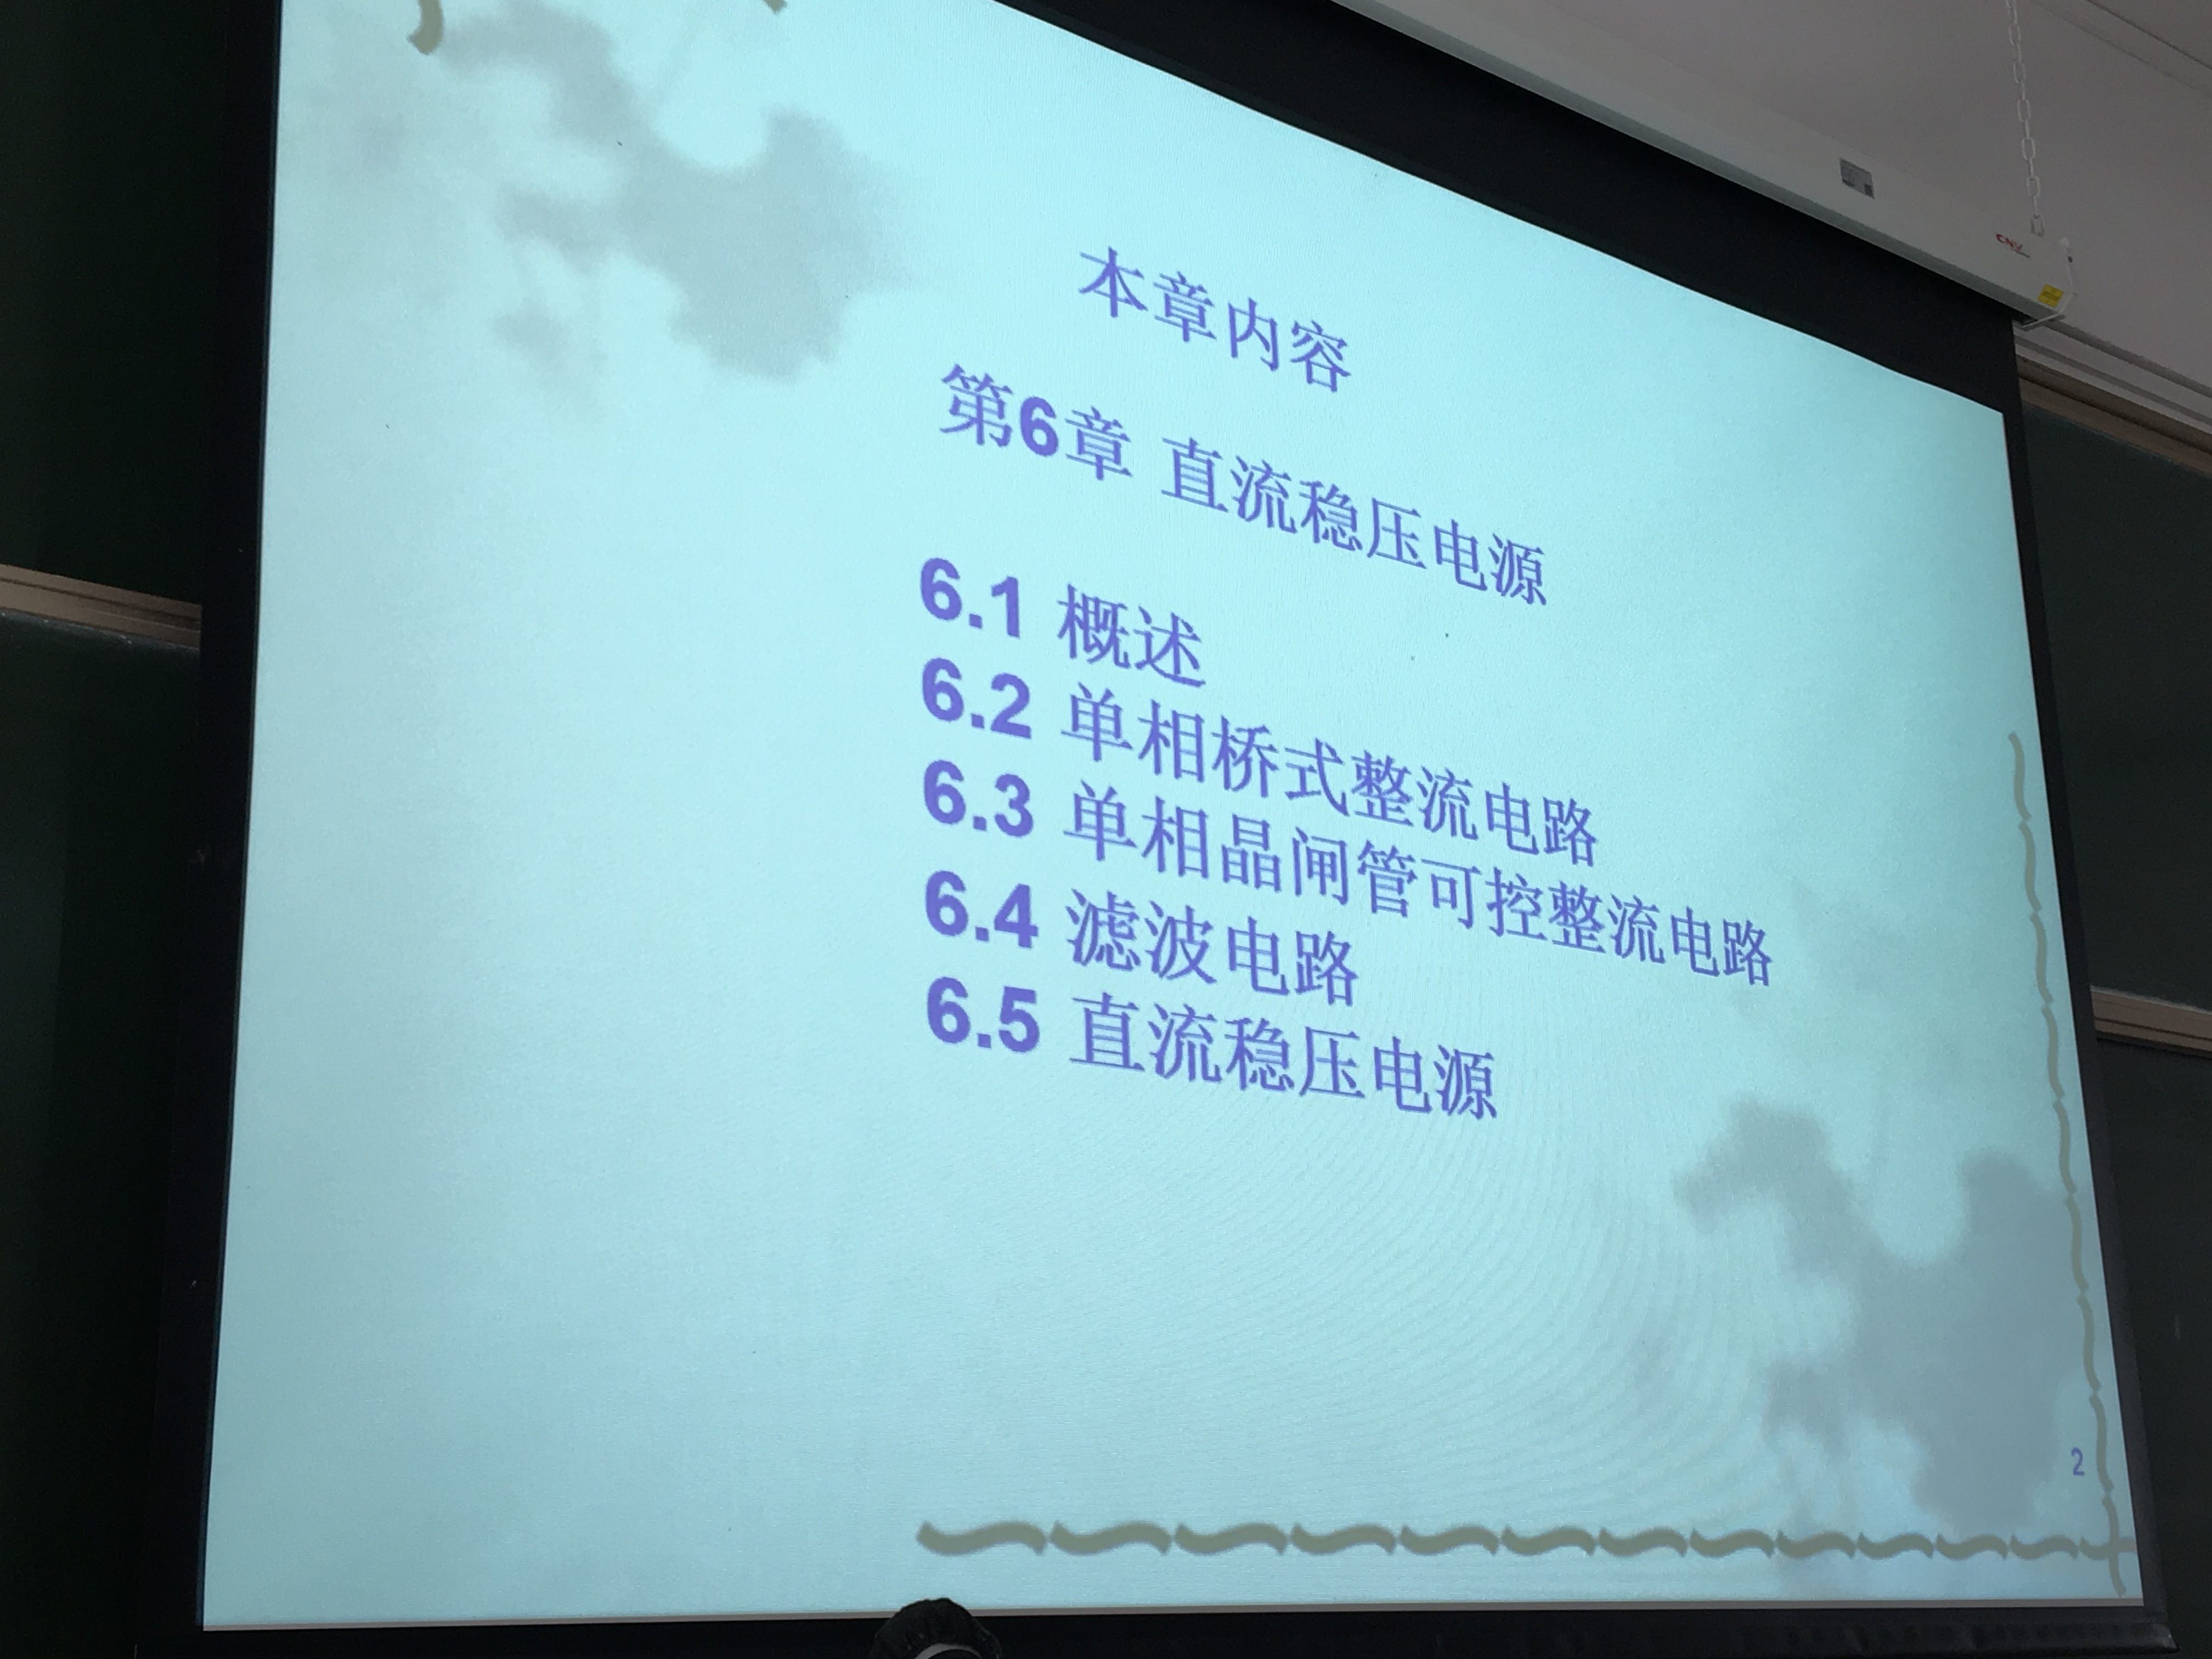 本章内容
第6章 直流稳压电源
6.1 概述
6.2 单相桥式整流电路
6.3 单相晶闸管可控整流电路
6.4 滤波电路
6.5 直流稳压电源
2